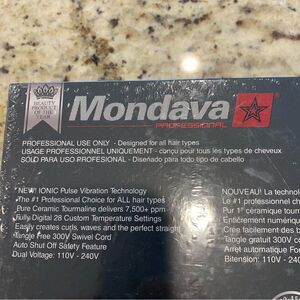 BEAUTY
PRODUCT OF
THE YEAR
Mondava
PROFESSIONAL
PROFESSIONAL USE ONLY - Designed for all hair types
USAGE PROFESSIONNEL UNIQUEMENT - conçu pour tous les types de cheveux
SOLO PARA USO PROFESIONAL - Diseñado para todo tipo de cabello
NEW! IONIC Pulse Vibration Technology
The #1 Professional Choice for ALL hair types
Pure Ceramic Tourmaline delivers 7,500+ ppm
Fully Digital 28 Custom Temperature Settings
Easily creates curls, waves and the perfect straight
Tangle Free 300V Swivel Cord
Auto Shut Off Safety Feature
Dual Voltage: 110V - 240V
NOUVEAU! La technol
Le #1 professionnel ch
Pur 1° ceramique tourm
Entièrement numérique
Crée facilement des b
Tangle gratuit 300V co
Arrêt automatique For
Bitension: 110V - 240